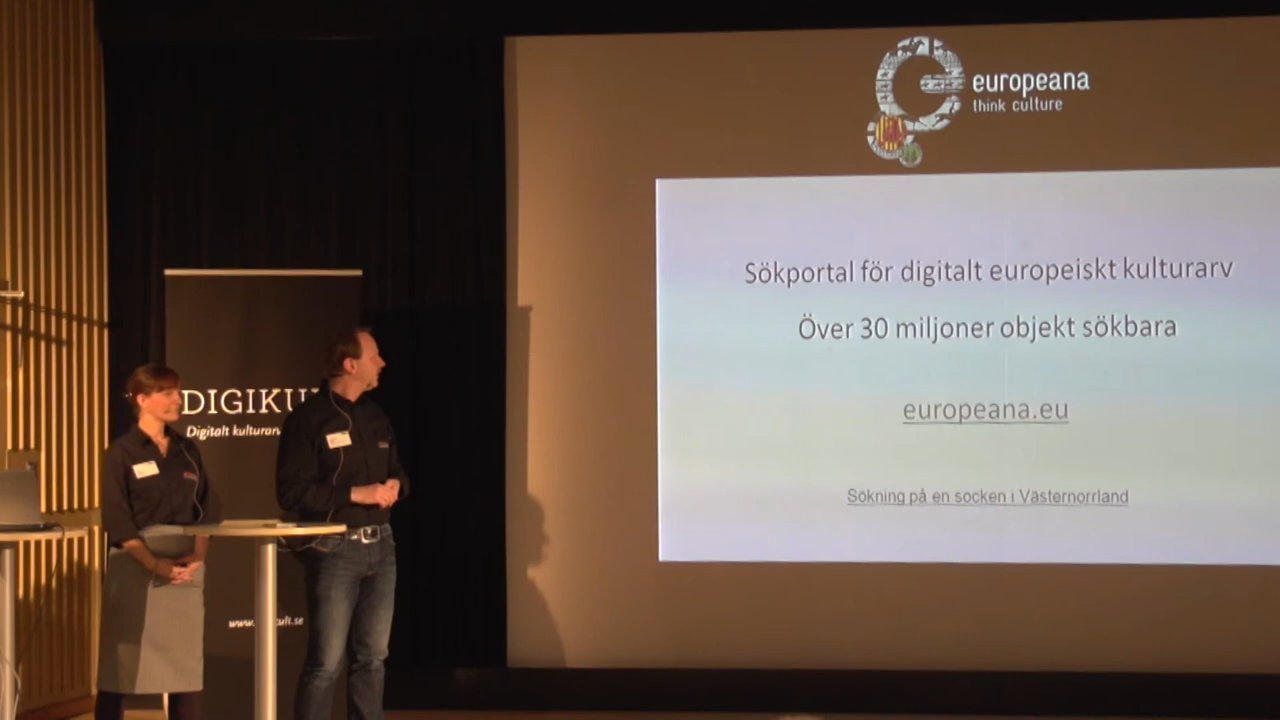 europeana
think culture
Sökportal för digitalt europeiskt kulturarv
Över 30 miljoner objekt sökbara
europeana.eu
Sökning på en socken i Västernorrland
DIGIKU
Digitalt kulturarv